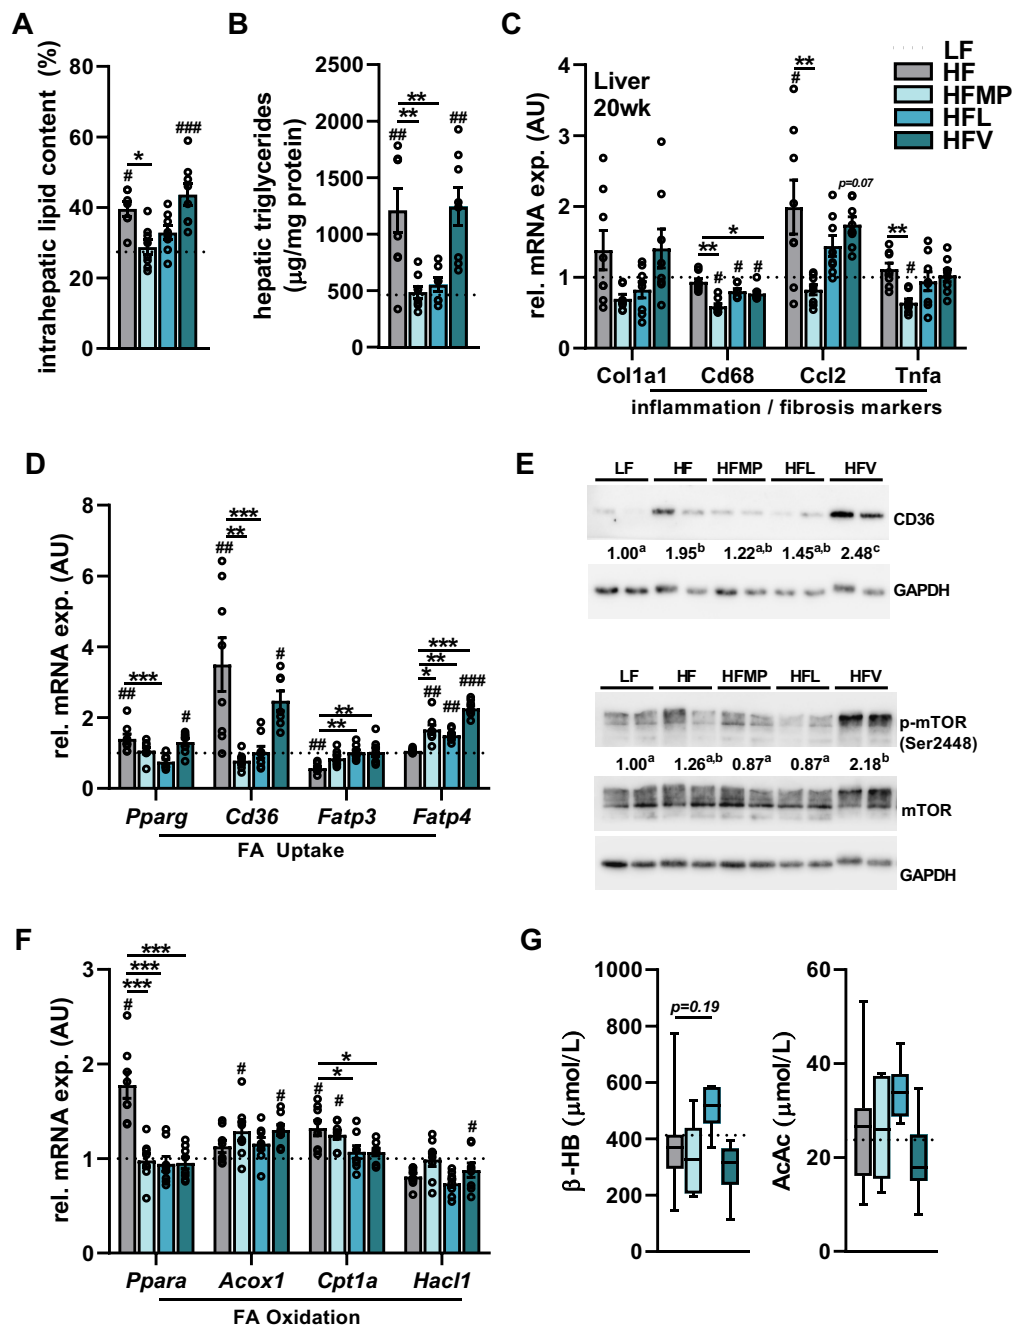 A
intrahepatic lipid content (%)
80
60
40
20
0
#
*
###
B
hepatic triglycerides
(µg/mg protein)
2500
2000
1500
1000
500
0
**
**
##
##
C
rel. mRNA exp. (AU)
4
3
2
1
0
Liver
20wk
LF
HF
HFMP
HFL
HFV
**
#
p=0.07
*
**
#
#
#
**
#
Col1a1
Cd68
Ccl2
Tnfa
inflammation / fibrosis markers
D
rel. mRNA exp. (AU)
8
6
4
2
0
***
##
#
***
**
##
#
**
**
##
***
**
*
##
##
###
Pparg
Cd36
Fatp3
Fatp4
FA Uptake
E
LF HF HFMP HFL HFV
CD36
1.00a 1.95b 1.22a,b 1.45a,b 2.48c
GAPDH
LF HF HFMP HFL HFV
p-mTOR
(Ser2448)
1.00a 1.26a,b 0.87a 0.87a 2.18b
mTOR
GAPDH
F
rel. mRNA exp. (AU)
3
2
1
0
***
***
***
#
#
#
*
*
#
#
#
Ppara
Acox1
Cpt1a
Hacl1
FA Oxidation
G
β-HB (µmol/L)
1000
800
600
400
200
0
p=0.19
AcAc (µmol/L)
60
40
20
0